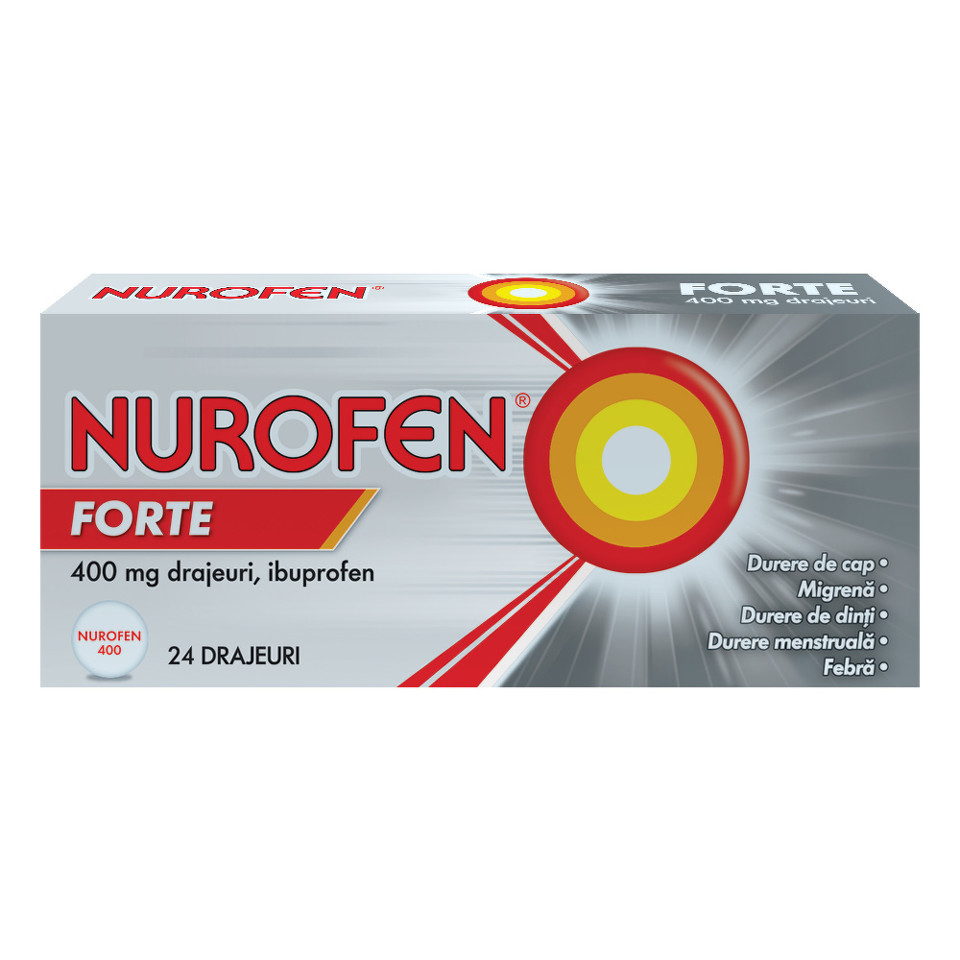 NUROFEN®
FORTE
400 mg drajeuri
NUROFEN®
FORTE
400 mg drajeuri, ibuprofen
NUROFEN
400
24 DRAJEURI
Durere de cap •
Migrenă •
Durere de dinți •
Durere menstruală •
Febră •